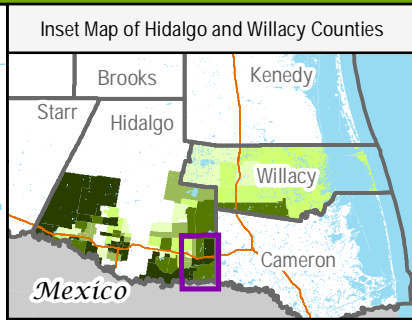 Inset Map of Hidalgo and Willacy Counties
Brooks
Kenedy
Starr
Hidalgo
Willacy
Cameron
Mexico